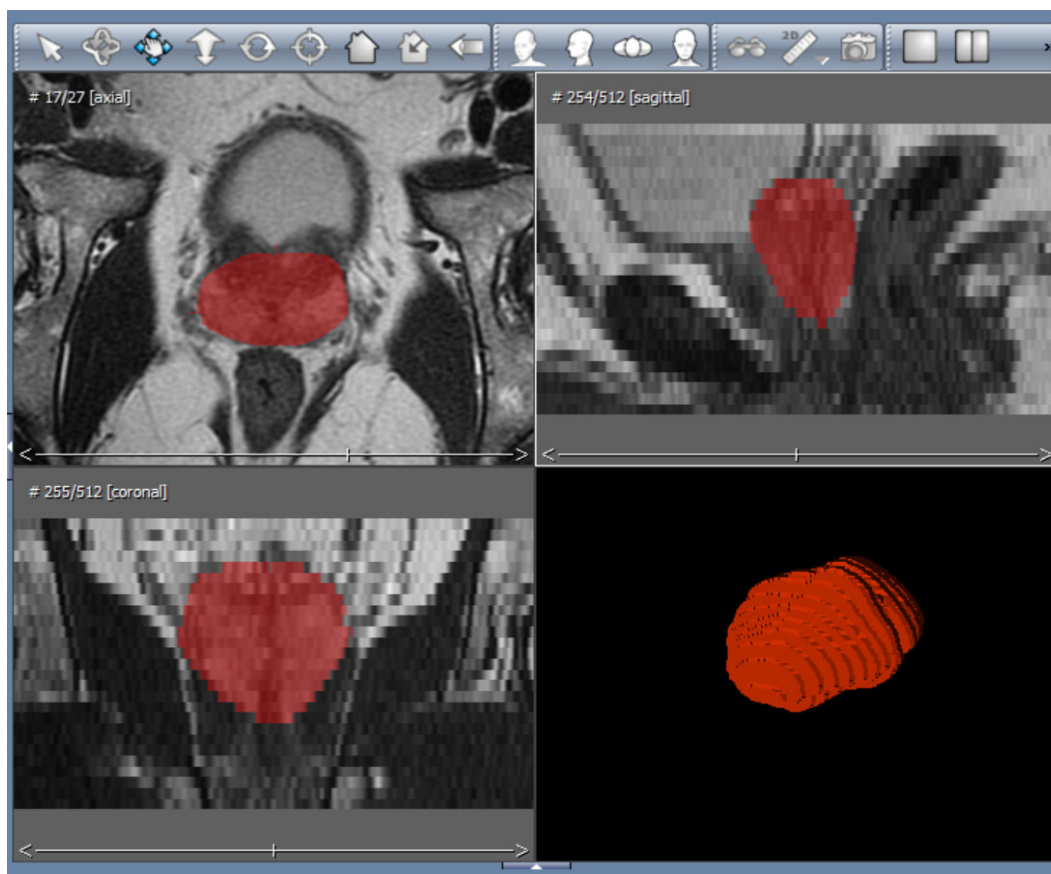 2D
# 17/27 [axial]
# 254/512 [sagittal]
# 255/512 [coronal]